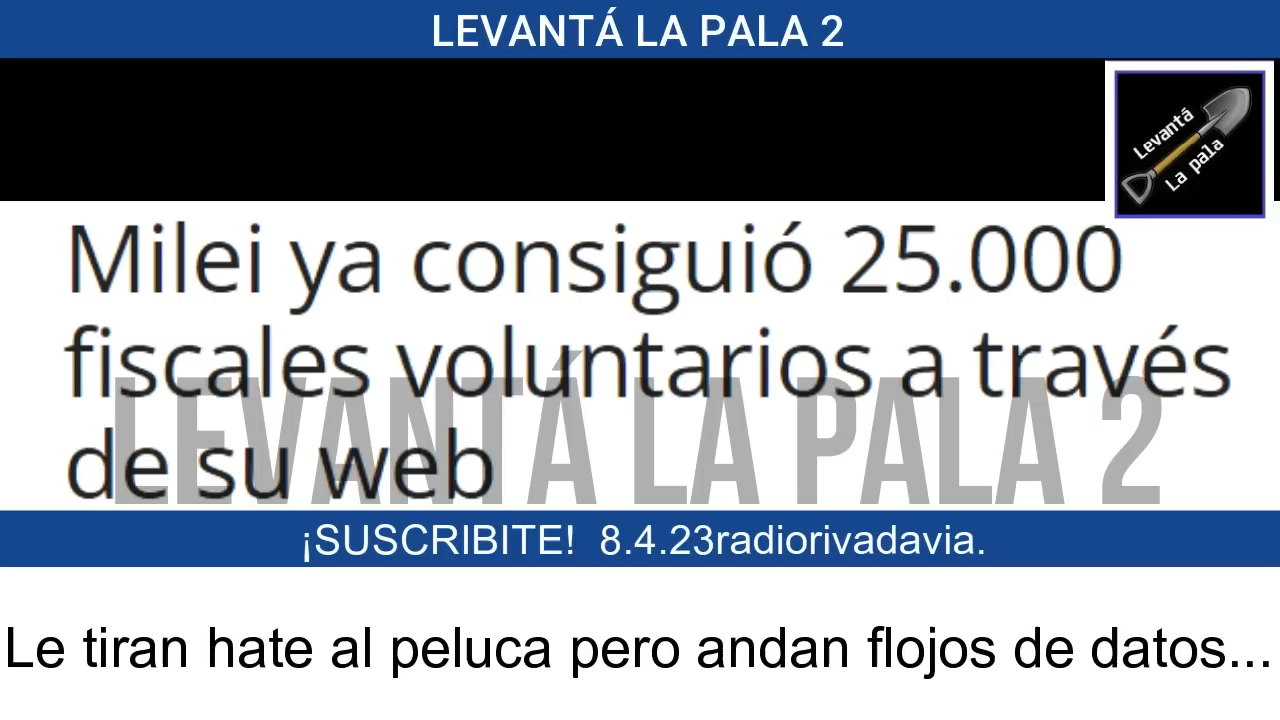 LEVANTÁ LA PALA 2
Levantá
La pala
Milei ya consiguió 25.000
fiscales voluntarios a través
de su web
LEVANTÁ LA PALA 2
¡SUSCRIBITE!  8.4.23radiorivadavia.
Le tiran hate al peluca pero andan flojos de datos...